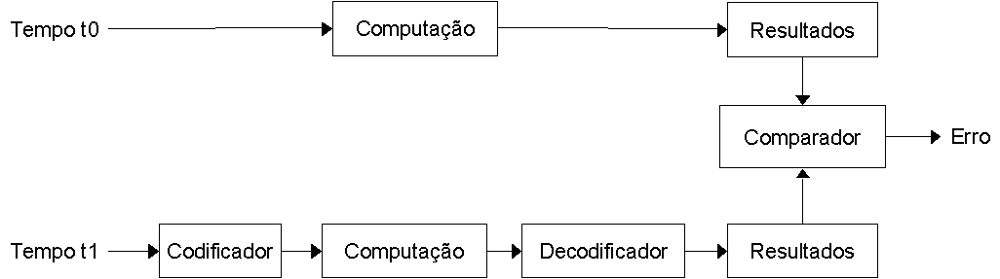 Tempo t0
Computação
Resultados
Comparador
Erro
Tempo t1
Codificador
Computação
Decodificador
Resultados